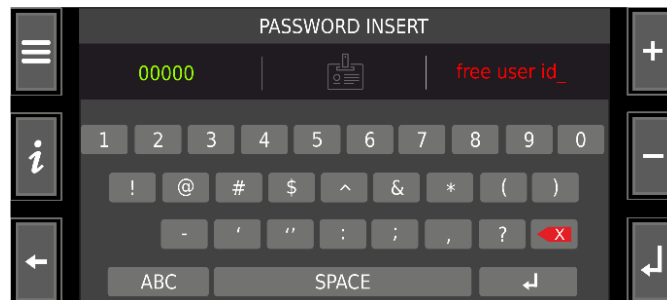 PASSWORD INSERT
00000 free user id_
+
i
1 2 3 4 5 6 7 8 9 0
−
! @ # $ ^ & * ( )
- ‘ ‘’ : ; , ? X
ABC SPACE